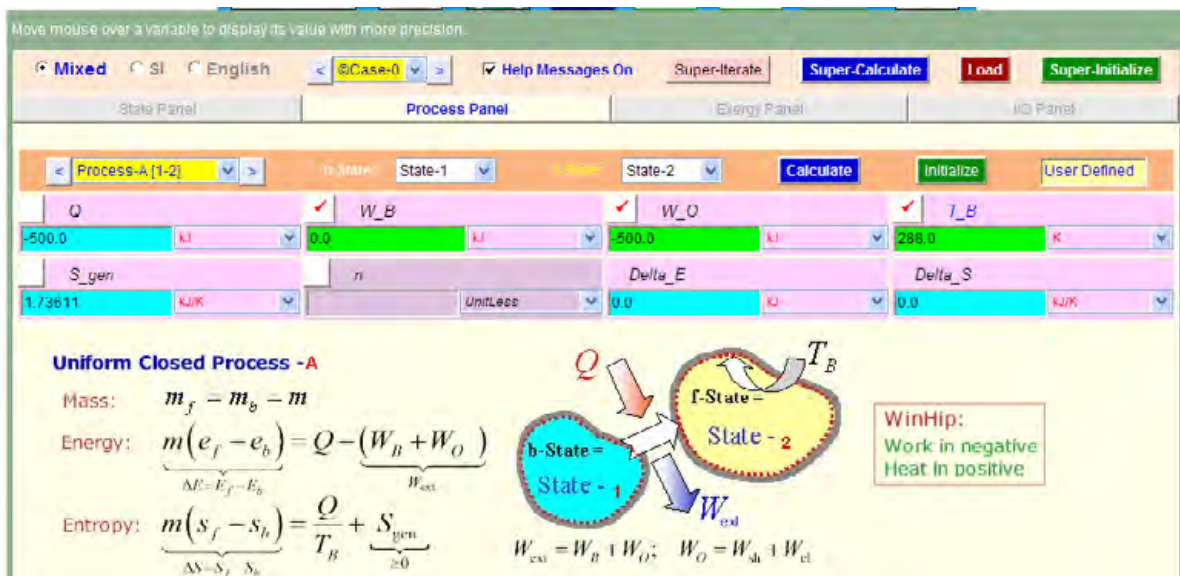 Move mouse over a variable to display its value with more precision.
Mixed SI English < ©Case-0 > Help Messages On Super-Iterate Super-Calculate Load Super-Initialize
State Panel Process Panel Exergy Panel I/O Panel
< Process-A [1-2] > State-1 State-2 Calculate Initialize User Defined
Q W_B W_O T_B
-500.0 kJ 0.0 kJ -500.0 kJ 288.0 K
S_gen n Delta_E Delta_S
1.73611 kJ/K UnitLess 0.0 kJ 0.0 kJ/K
Uniform Closed Process -A
Mass: m_f = m_b = m
Energy: m(e_f − e_b) = Q − (W_B + W_O)
ΔE=E_f−E_b W_ext
Entropy: m(s_f − s_b) = Q/T_B + S_gen
ΔS=S_f−S_b ≥0
Q
T_B
f-State =
State - 2
b-State =
State - 1
W_ext
W_ext = W_B + W_O; W_O = W_sh + W_el
WinHip:
Work in negative
Heat in positive